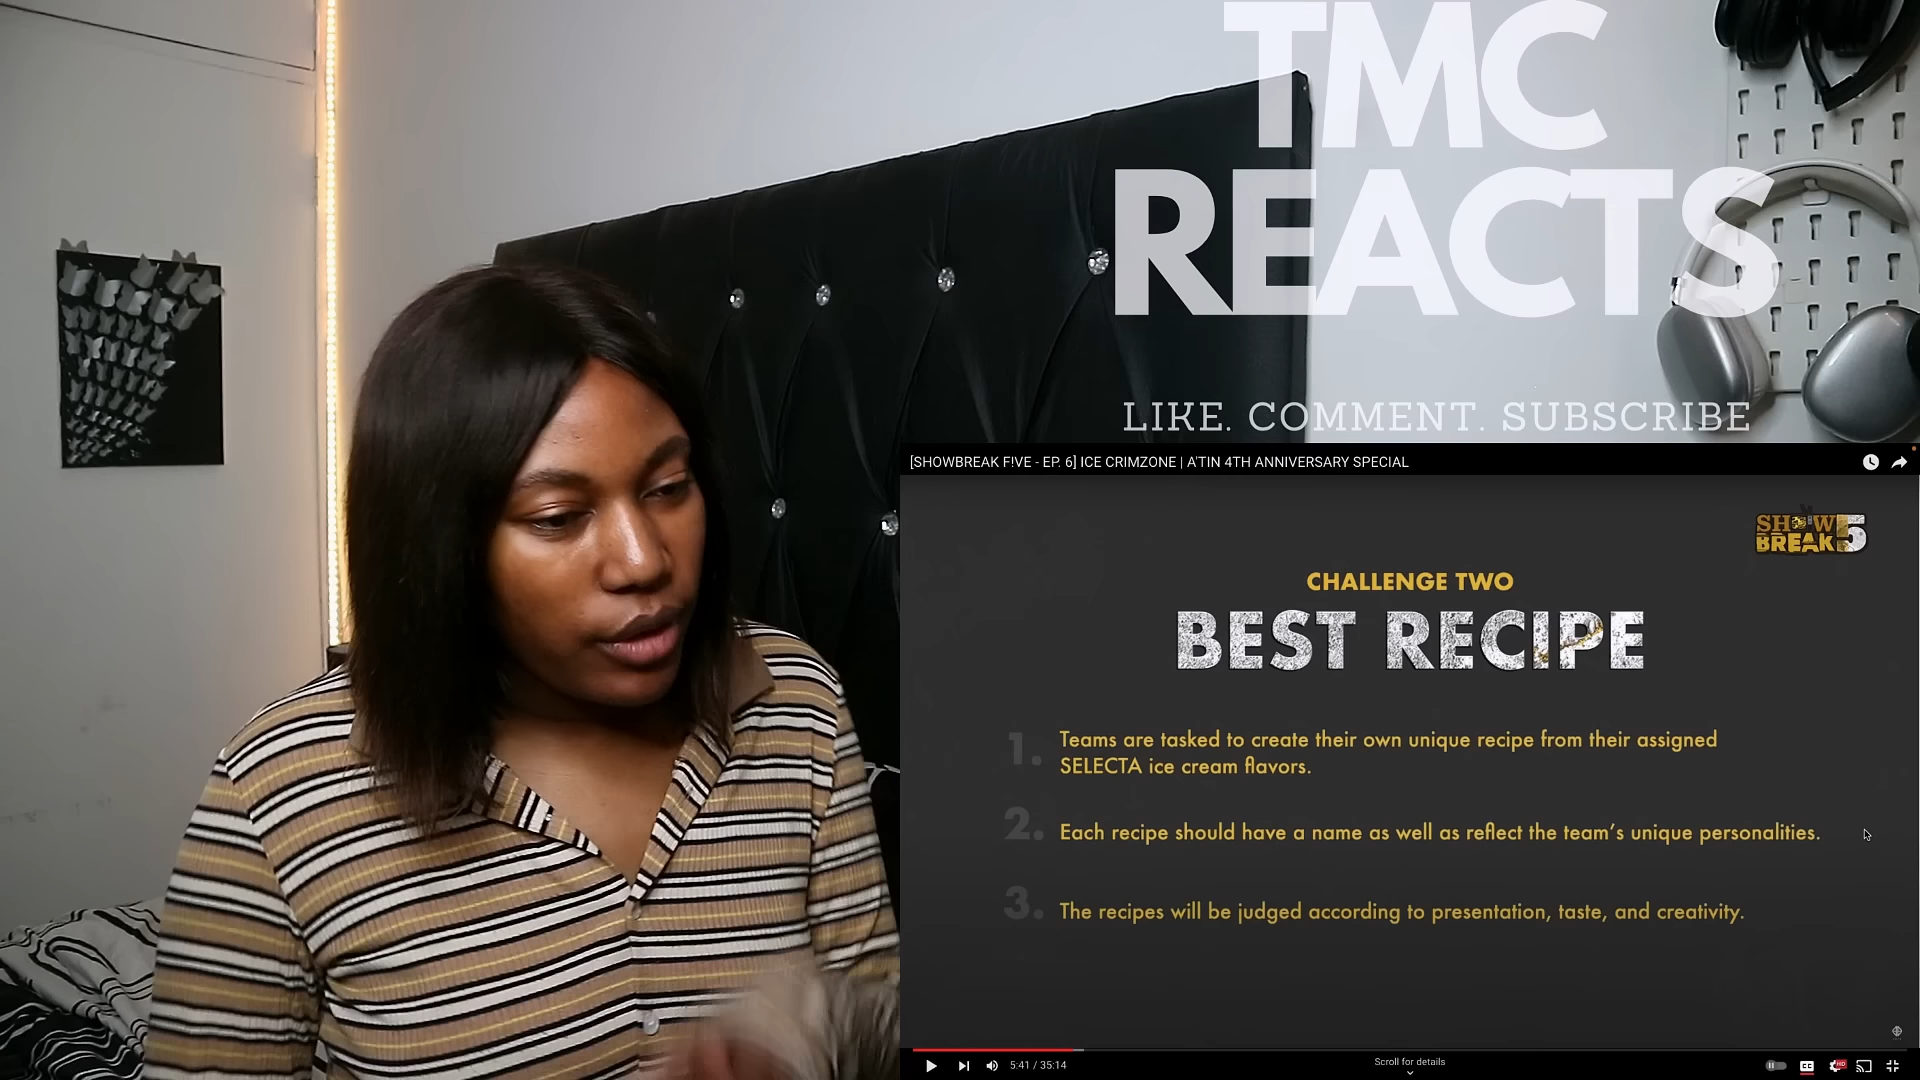 TMC
REACTS
LIKE. COMMENT. SUBSCRIBE
[SHOWBREAK F!VE - EP. 6] ICE CRIMZONE | A'TIN 4TH ANNIVERSARY SPECIAL
SHOW
BREAK 5
CHALLENGE TWO
BEST RECIPE
1. Teams are tasked to create their own unique recipe from their assigned
SELECTA ice cream flavors.
2. Each recipe should have a name as well as reflect the team's unique personalities.
3. The recipes will be judged according to presentation, taste, and creativity.
5:41 / 35:14
Scroll for details
CC
HD